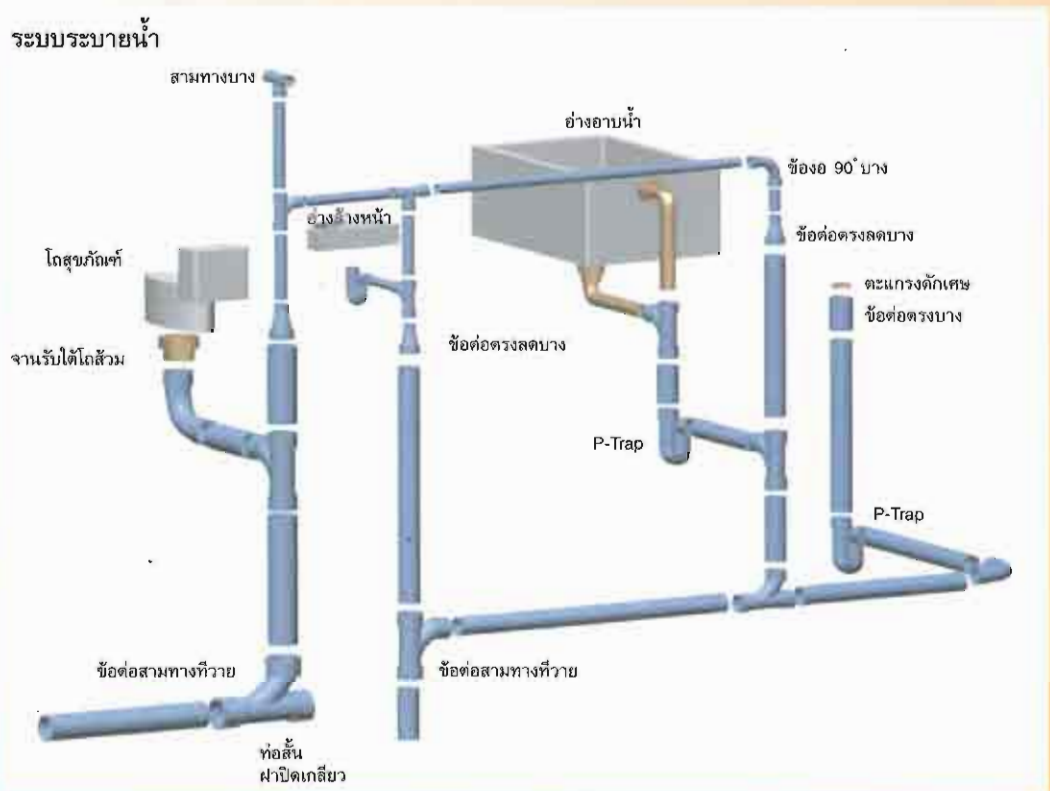 ระบบระบายน้ำ
สามทางบาง
อ่างอาบน้ำ
ข้องอ 90° บาง
อ่างล้างหน้า
ข้อต่อตรงลดบาง
โถสุขภัณฑ์
ตะแกรงดักเศษ
ข้อต่อตรงบาง
ข้อต่อตรงลดบาง
จานรับใต้โถส้วม
P-Trap
P-Trap
ข้อต่อสามทางทีวาย
ข้อต่อสามทางทีวาย
ท่อสั้น
ฝาปิดเกลียว